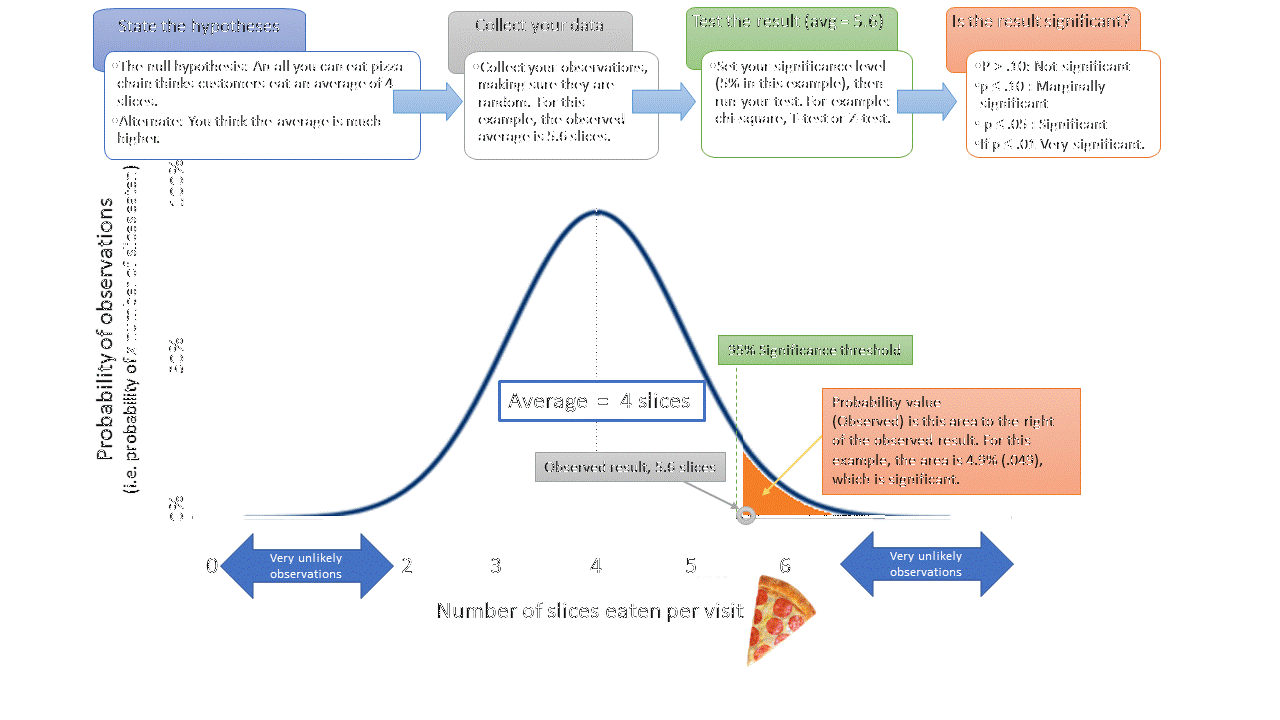 State the hypotheses
◦The null hypothesis: An all you can eat pizza
chain thinks customers eat an average of 4
slices.
◦Alternate: You think the average is much
higher.
Collect your data
◦Collect your observations,
making sure they are
random. For this
example, the observed
average is 5.6 slices.
Test the result (avg = 5.6)
◦Set your significance level
(5% in this example), then
run your test. For example:
chi-square, T-test or Z-test.
Is the result significant?
◦P > .10: Not significant
•p ≤ .10 : Marginally
significant
• p ≤ .05 : Significant
•If p ≤ .01 Very significant.
Probability of observations
(i.e. probability of x number of slices eaten)
100%
50%
0%
95% Significance threshold
Average = 4 slices
Probability value
(Observed) is this area to the right
of the observed result. For this
example, the area is 4.3% (.043),
which is significant.
Observed result, 5.6 slices
0
Very unlikely
observations
2
3
4
5
6
Very unlikely
observations
Number of slices eaten per visit